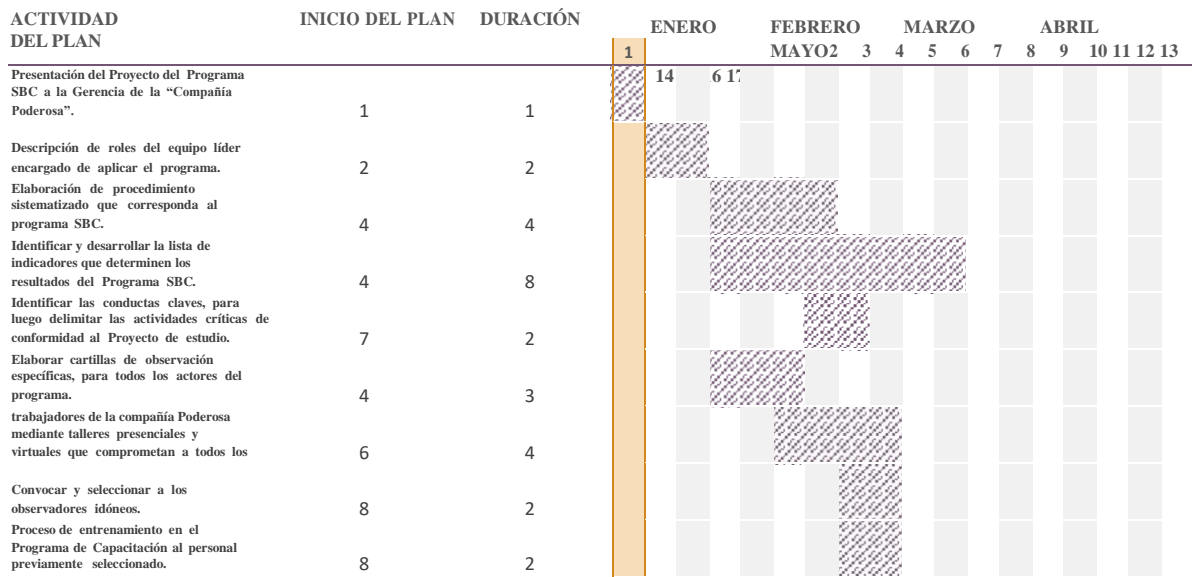 ACTIVIDAD DEL PLAN
INICIO DEL PLAN
DURACIÓN
ENERO FEBRERO MARZO ABRIL
1 MAYO2 3 4 5 6 7 8 9 10 11 12 13
14 6 17
Presentación del Proyecto del Programa
SBC a la Gerencia de la “Compañía
Poderosa”. 1 1
Descripción de roles del equipo líder
encargado de aplicar el programa. 2 2
Elaboración de procedimiento
sistematizado que corresponda al
programa SBC. 4 4
Identificar y desarrollar la lista de
indicadores que determinen los
resultados del Programa SBC. 4 8
Identificar las conductas claves, para
luego delimitar las actividades críticas de
conformidad al Proyecto de estudio. 7 2
Elaborar cartillas de observación
específicas, para todos los actores del
programa. 4 3
trabajadores de la compañía Poderosa
mediante talleres presenciales y
virtuales que comprometan a todos los 6 4
Convocar y seleccionar a los
observadores idóneos. 8 2
Proceso de entrenamiento en el
Programa de Capacitación al personal
previamente seleccionado. 8 2